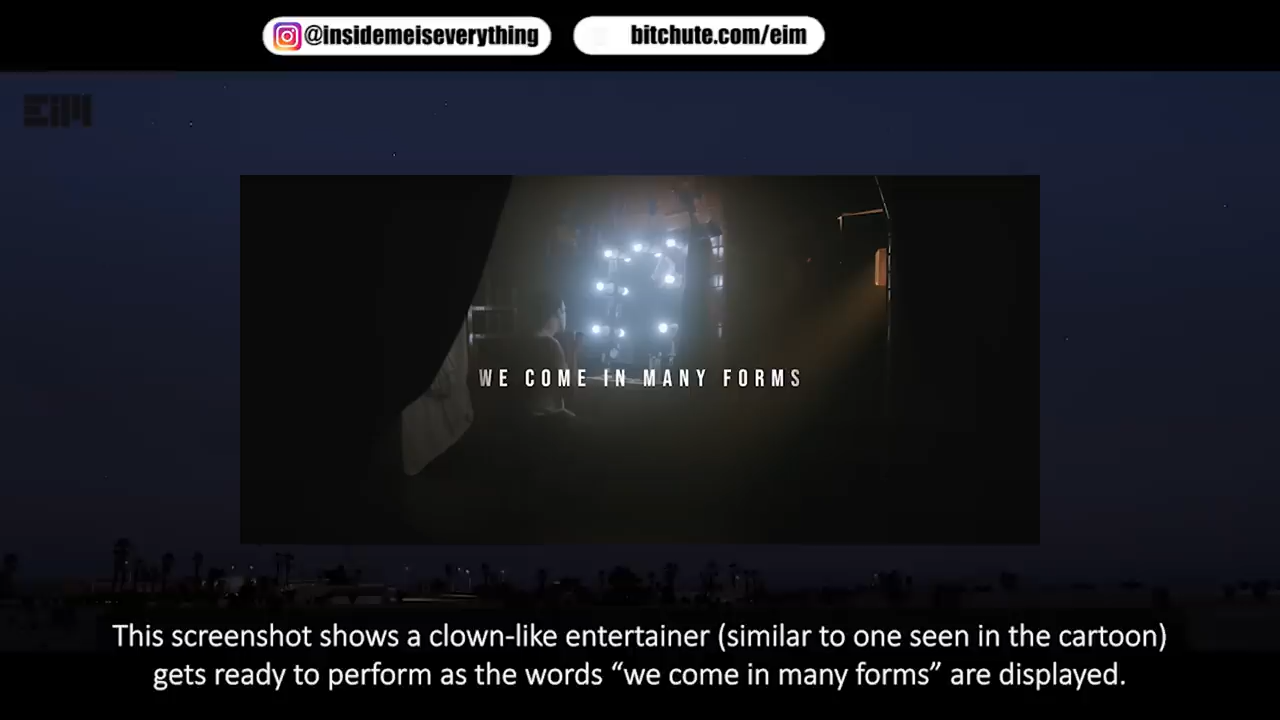 @insidemeiseverything
bitchute.com/eim
EiM
WE COME IN MANY FORMS
This screenshot shows a clown-like entertainer (similar to one seen in the cartoon)
gets ready to perform as the words “we come in many forms” are displayed.